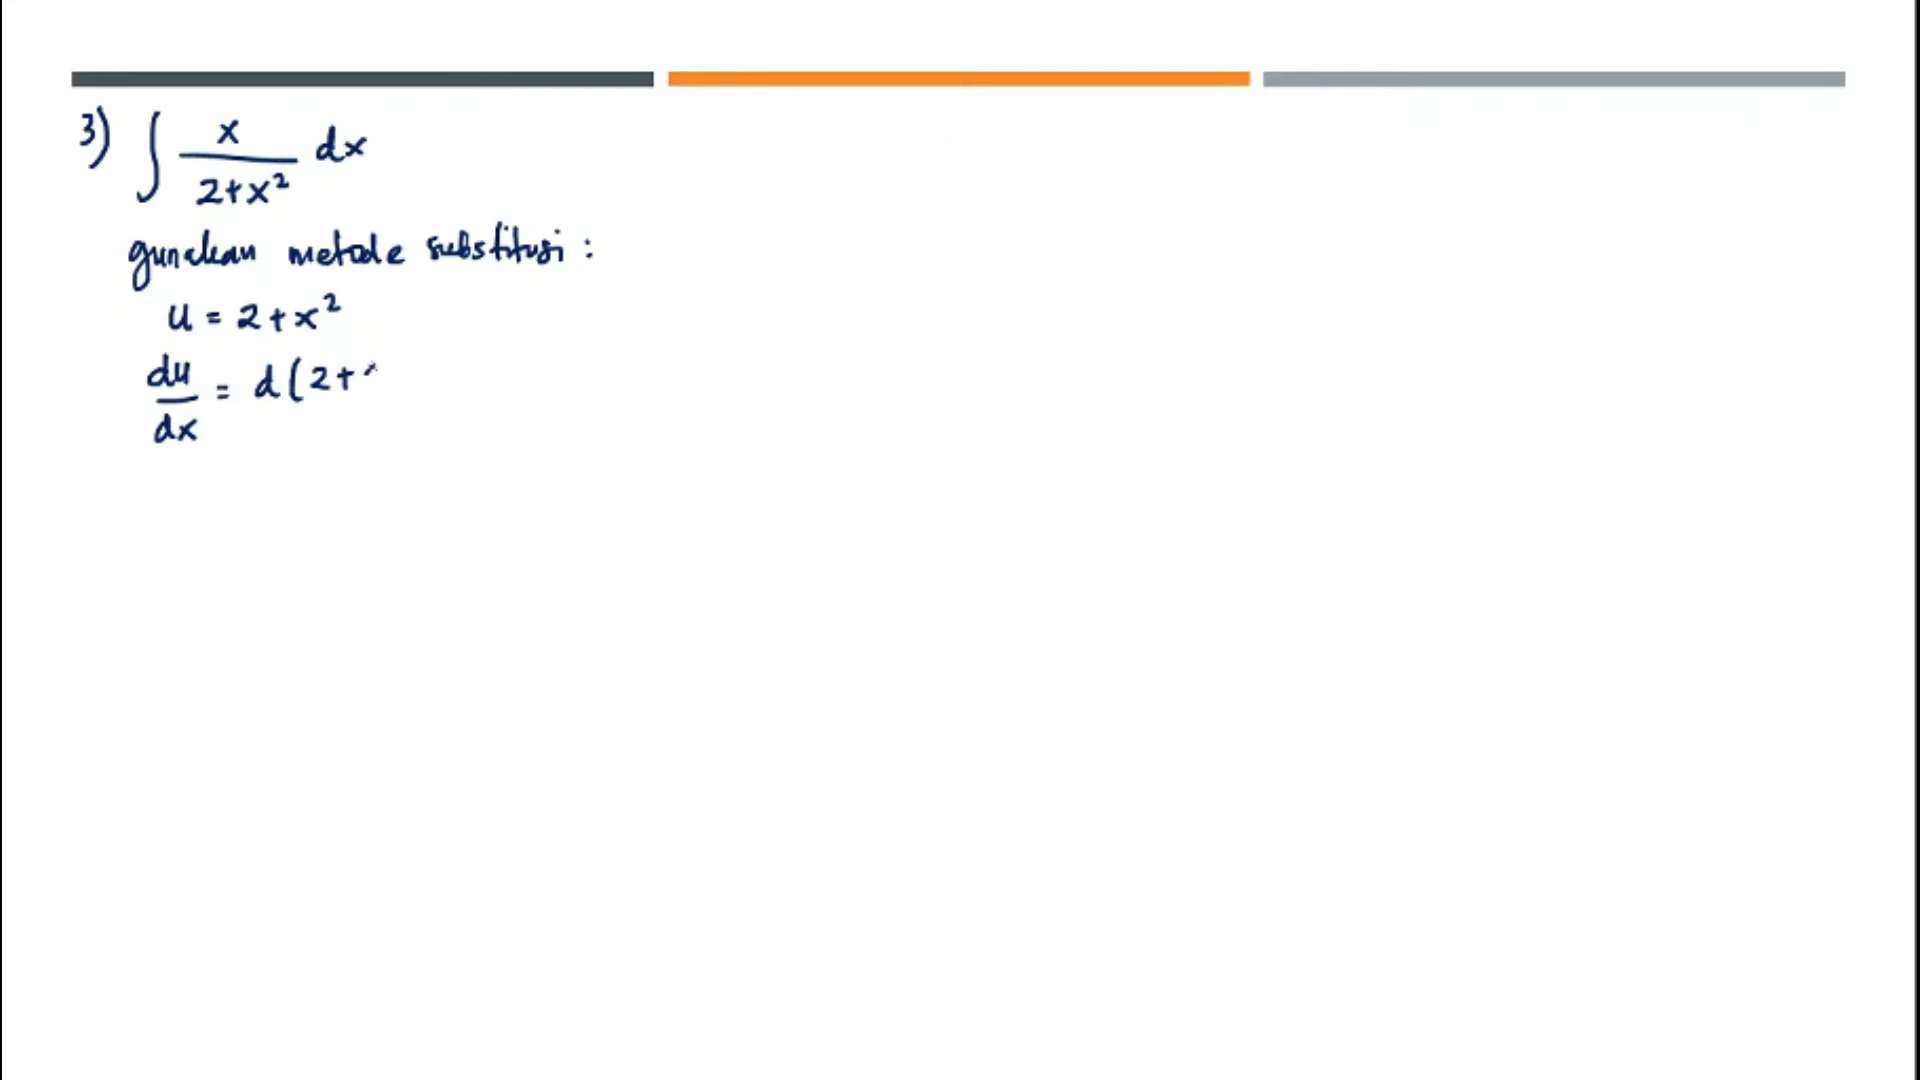 3) ∫ x/(2+x²) dx
gunakan metode substitusi :
u = 2+x²
du/dx = d(2+